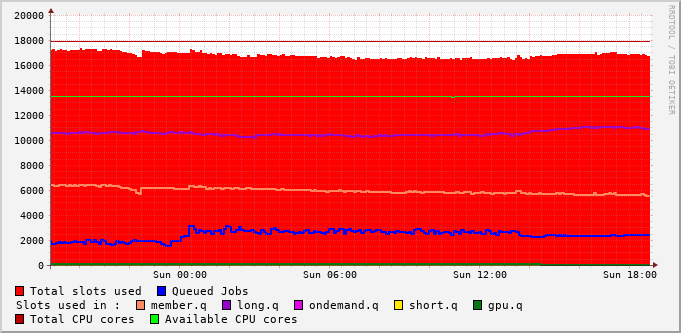 20000
18000
16000
14000
12000
10000
8000
6000
4000
2000
0
Sun 00:00 Sun 06:00 Sun 12:00 Sun 18:00
RRDTOOL / TOBI OETIKER
Total slots used Queued Jobs
Slots used in : member.q long.q ondemand.q short.q gpu.q
Total CPU cores Available CPU cores